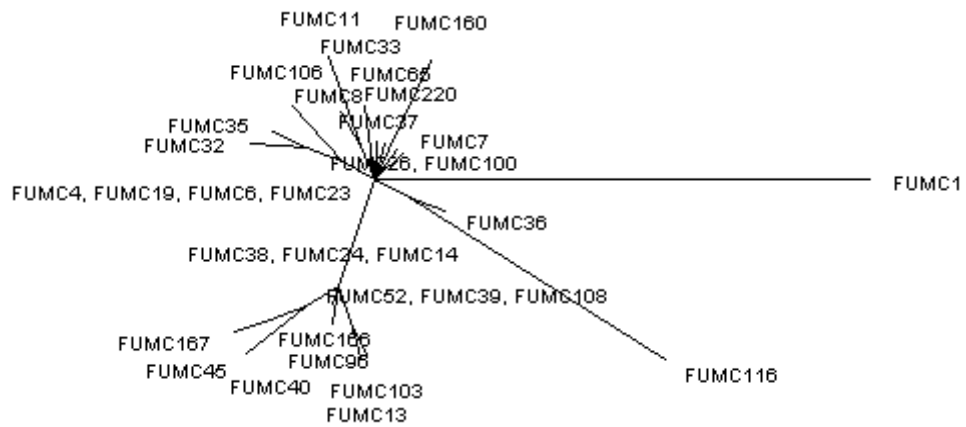 FUMC11
FUMC160
FUMC33
FUMC106
FUMC65
FUMC8
FUMC220
FUMC35
FUMC37
FUMC32
FUMC7
FUMC26, FUMC100
FUMC1
FUMC4, FUMC19, FUMC6, FUMC23
FUMC36
FUMC38, FUMC24, FUMC14
FUMC52, FUMC39, FUMC108
FUMC167
FUMC166
FUMC96
FUMC45
FUMC116
FUMC40
FUMC103
FUMC13